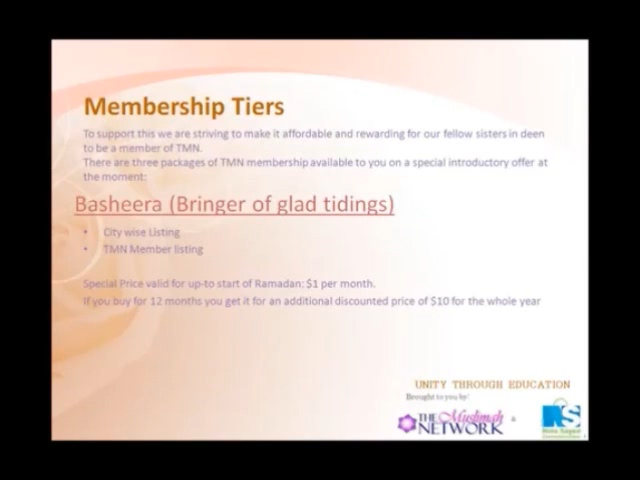 Membership Tiers
To support this we are striving to make it affordable and rewarding for our fellow sisters in deen
to be a member of TMN.
There are three packages of TMN membership available to you on a special introductory offer at
the moment:
Basheera (Bringer of glad tidings)
• City wise Listing
• TMN Member listing
Special Price valid for up-to start of Ramadan: $1 per month.
If you buy for 12 months you get it for an additional discounted price of $10 for the whole year
UNITY THROUGH EDUCATION
Brought to you by:
THE Muslimah
NETWORK
&